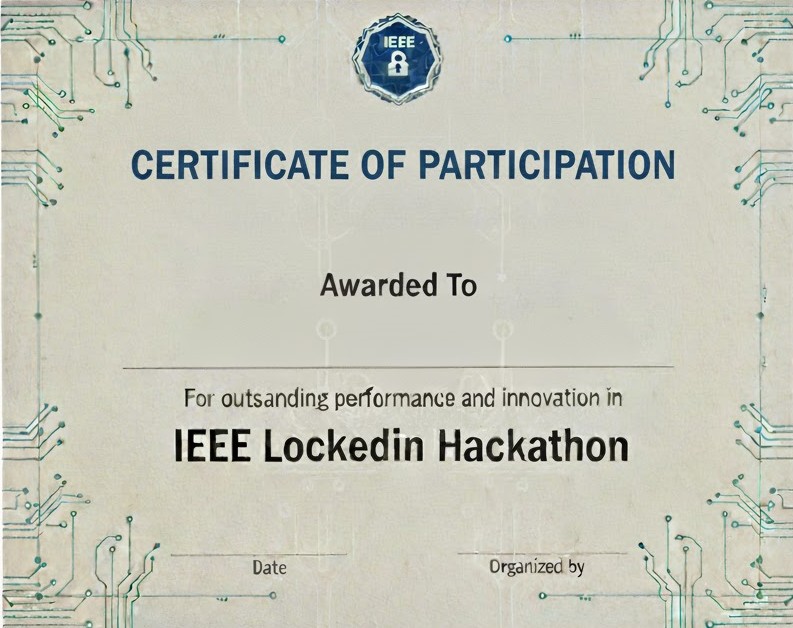 IEEE
CERTIFICATE OF PARTICIPATION
Awarded To
For outsanding performance and innovation in
IEEE Lockedin Hackathon
Date
Organized by